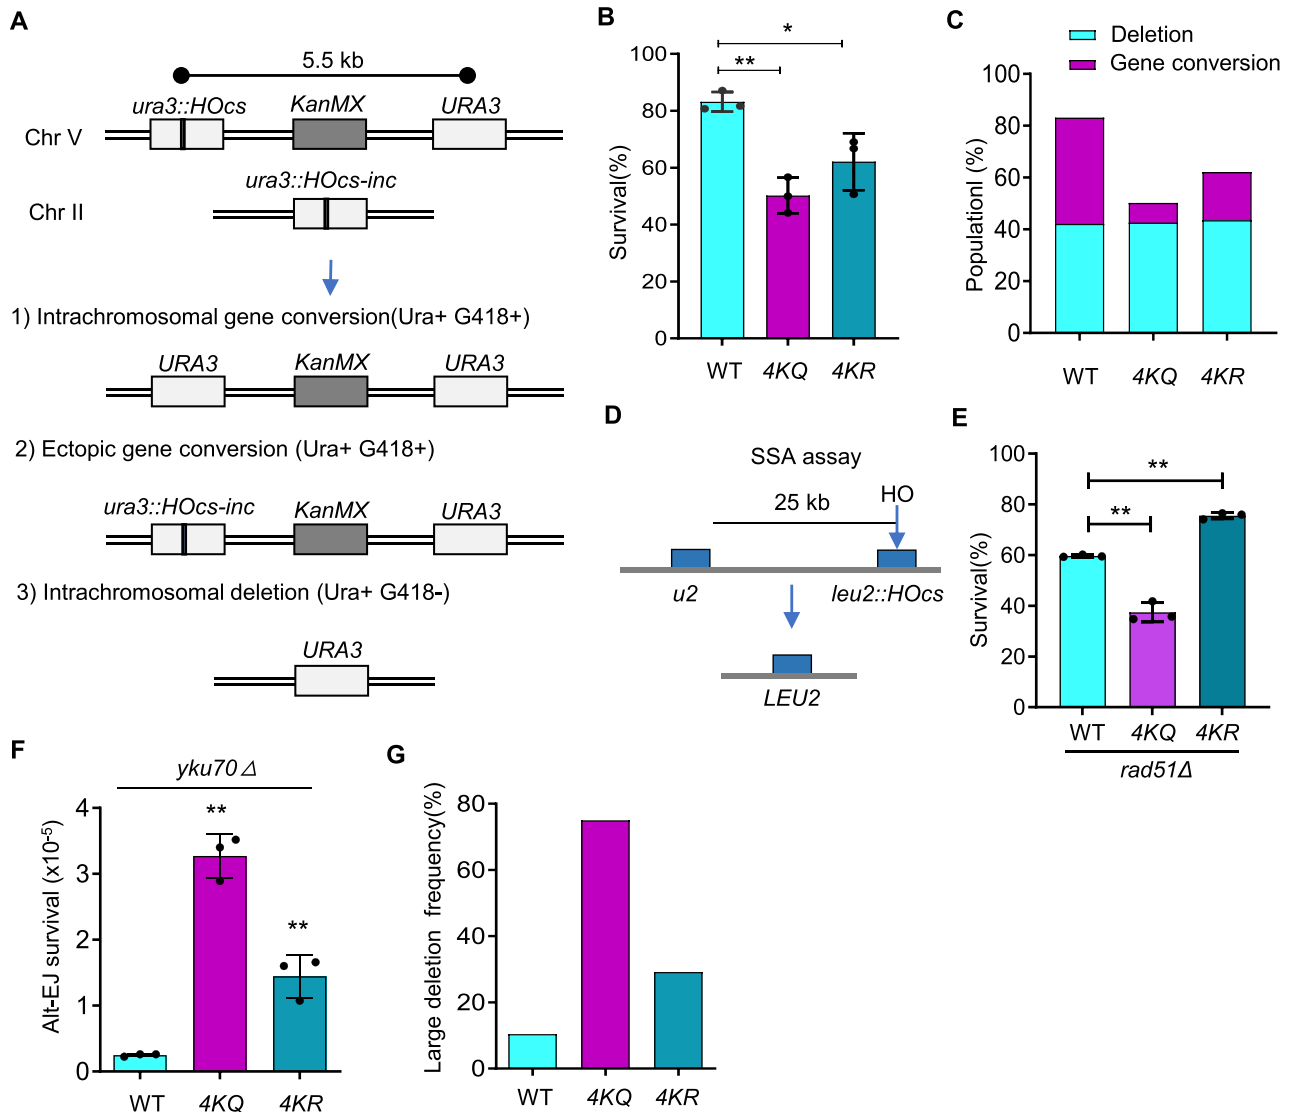 A
5.5 kb
ura3::HOcs
KanMX
URA3
Chr V
ura3::HOcs-inc
Chr II
1) Intrachromosomal gene conversion(Ura+ G418+)
URA3
KanMX
URA3
2) Ectopic gene conversion (Ura+ G418+)
ura3::HOcs-inc
KanMX
URA3
3) Intrachromosomal deletion (Ura+ G418-)
URA3
B
*
**
100
80
60
40
20
0
Survival(%)
WT
4KQ
4KR
C
Deletion
Gene conversion
100
80
60
40
20
0
Populationl (%)
WT
4KQ
4KR
D
SSA assay
25 kb
HO
u2
leu2::HOcs
LEU2
E
**
**
100
80
60
40
20
0
Survival(%)
WT
4KQ
4KR
rad51Δ
F
yku70Δ
**
**
4
3
2
1
0
Alt-EJ survival (x10-5)
WT
4KQ
4KR
G
80
60
40
20
0
Large deletion frequency(%)
WT
4KQ
4KR